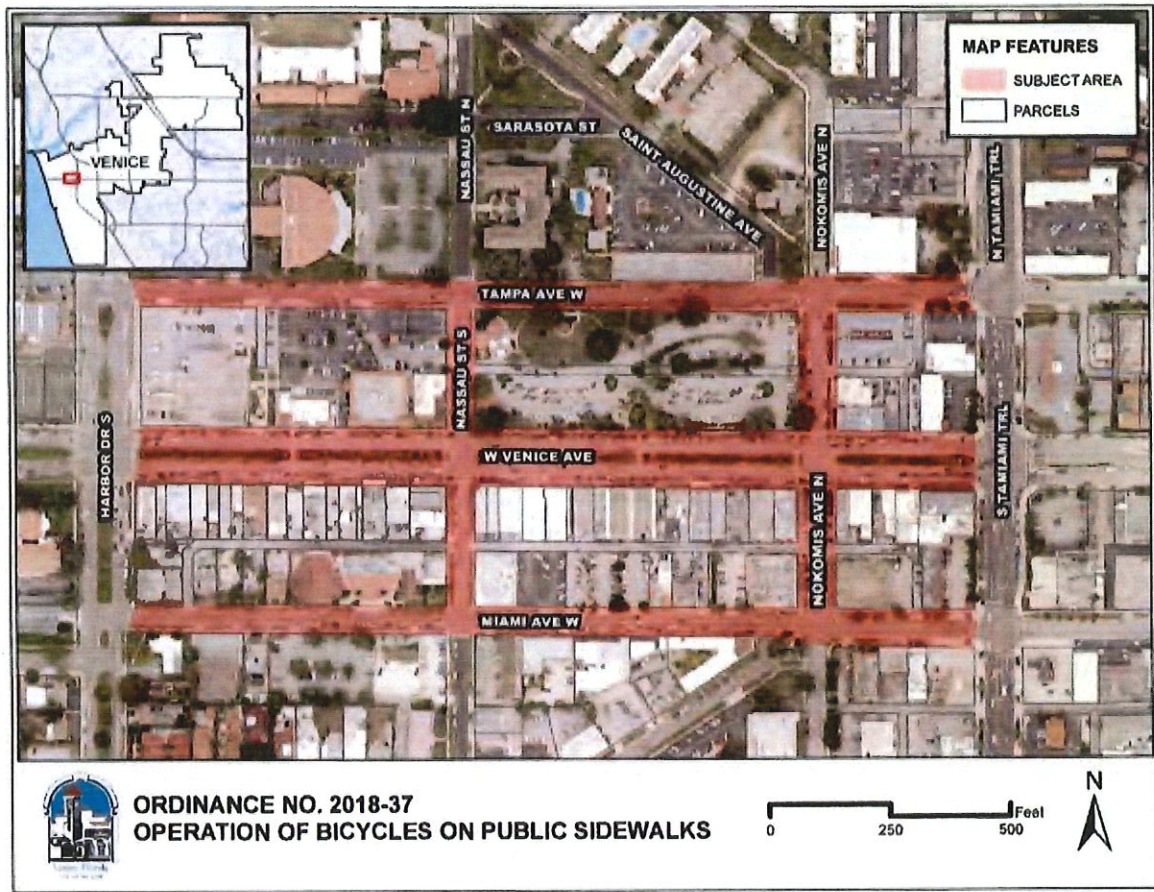 VENICE
MAP FEATURES
SUBJECT AREA
PARCELS
NASSAU ST N
SARASOTA ST
SAINT AUGUSTINE AVE
NOKOMIS AVE N
N TAMIAMI TRL
TAMPA AVE W
NASSAU ST S
HARBOR DR S
W VENICE AVE
S TAMIAMI TRL
NOKOMIS AVE N
MIAMI AVE W
ORDINANCE NO. 2018-37
OPERATION OF BICYCLES ON PUBLIC SIDEWALKS
Feet
0 250 500
N